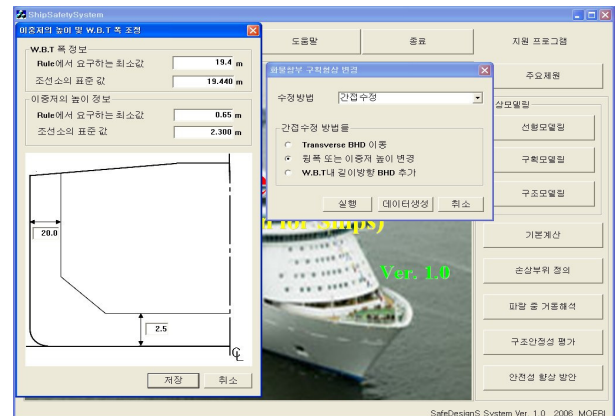 ShipSafetySystem
이중저의 높이 및 W.B.T 폭 조정
W.B.T 폭 정보
Rule에서 요구하는 최소값 19.4 m
조선소의 표준값 19.440 m
이중저의 높이 정보
Rule에서 요구하는 최소값 0.65 m
조선소의 표준 값 2.300 m
20.0
2.5
저장 취소
도움말 종료 지원 프로그램
화물창부 구획형상 변경
수정방법 간접수정
간접수정 방법들
Transverse BHD 이동
윙폭 또는 이중저 높이 변경
W.B.T내 길이방향 BHD 추가
실행 데이터생성 취소
for ships)
Ver. 1.0
주요제원
상모델링
선형모델링
구획모델링
구조모델링
기본계산
손상부위 정의
파랑 중 거동해석
구조안정성 평가
안전성 향상 방안
SafeDesignS System Ver. 1.0, 2006, MOERI